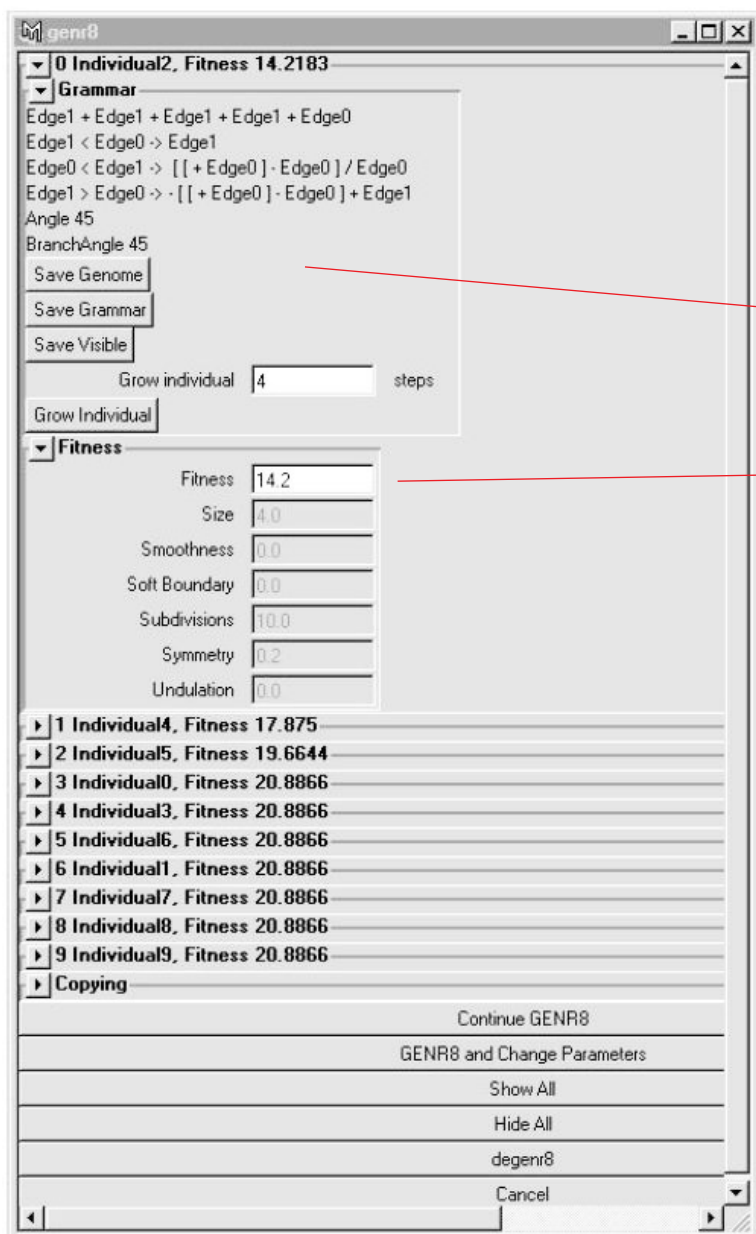 genr8
0 Individual2, Fitness 14.2183
Grammar
Edge1 + Edge1 + Edge1 + Edge1 + Edge0
Edge1 < Edge0 -> Edge1
Edge0 < Edge1 -> [ [ + Edge0 ] - Edge0 ] / Edge0
Edge1 > Edge0 -> - [ [ + Edge0 ] - Edge0 ] + Edge1
Angle 45
BranchAngle 45
Save Genome
Save Grammar
Save Visible
Grow individual 4 steps
Grow Individual
Fitness
Fitness 14.2
Size 4.0
Smoothness 0.0
Soft Boundary 0.0
Subdivisions 10.0
Symmetry 0.2
Undulation 0.0
1 Individual4, Fitness 17.875
2 Individual5, Fitness 19.6644
3 Individual0, Fitness 20.8866
4 Individual3, Fitness 20.8866
5 Individual6, Fitness 20.8866
6 Individual1, Fitness 20.8866
7 Individual7, Fitness 20.8866
8 Individual8, Fitness 20.8866
9 Individual9, Fitness 20.8866
Copying
Continue GENR8
GENR8 and Change Parameters
Show All
Hide All
degenr8
Cancel